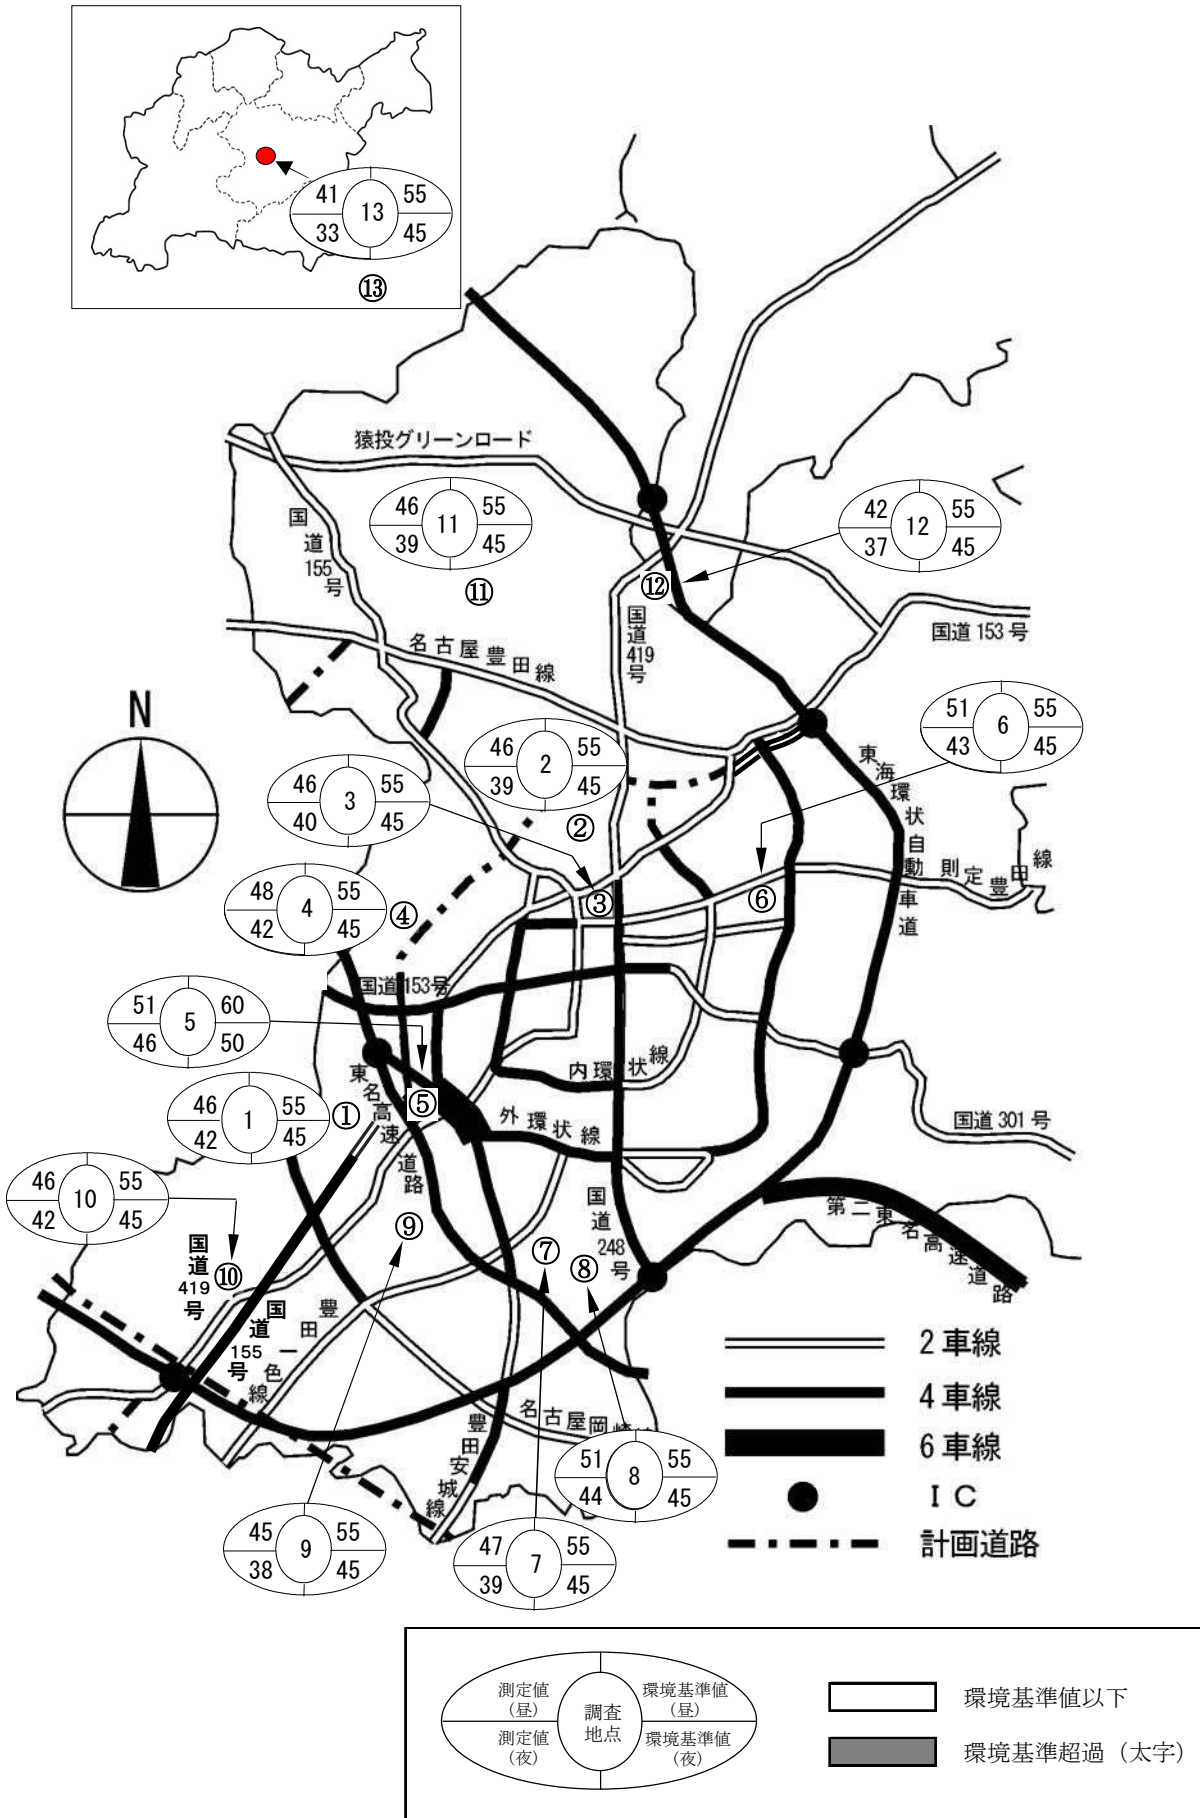 41 55
13
33 45
⑬
猿投グリーンロード
国道155号
46 55
11
39 45
⑪
42 55
12
37 45
⑫
国道419号
国道153号
名古屋豊田線
N
51 55
6
43 45
46 55
2
39 45
②
46 55
3
40 45
③
東海環状自動車道
則定豊田線
⑥
48 55
4
42 45
④
国道153号
51 60
5
46 50
⑤
内環状線
東名高速道路
46 55
1
42 45
①
外環状線
国道301号
46 55
10
42 45
⑩
国道419号
国道155号
⑨
⑦
⑧
国道248号
第二東名高速道路
豊田一色線
名古屋岡崎
豊田安城線
51 55
8
44 45
45 55
9
38 45
47 55
7
39 45
2車線
4車線
6車線
IC
計画道路
測定値
(昼)
環境基準値
(昼)
調査
地点
測定値
(夜)
環境基準値
(夜)
環境基準値以下
環境基準超過（太字）